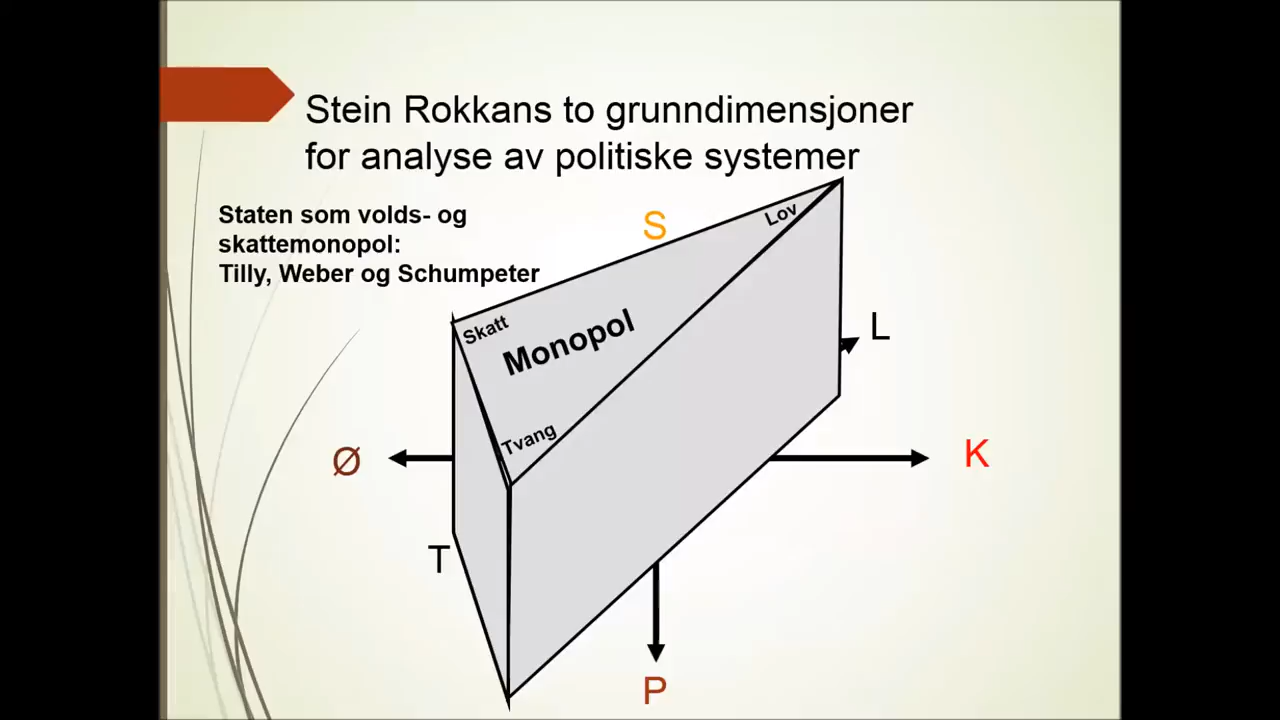 Stein Rokkans to grunndimensjoner
for analyse av politiske systemer
Staten som volds- og
skattemonopol:
Tilly, Weber og Schumpeter
S
Lov
Skatt
Monopol
L
Tvang
Ø
K
T
P